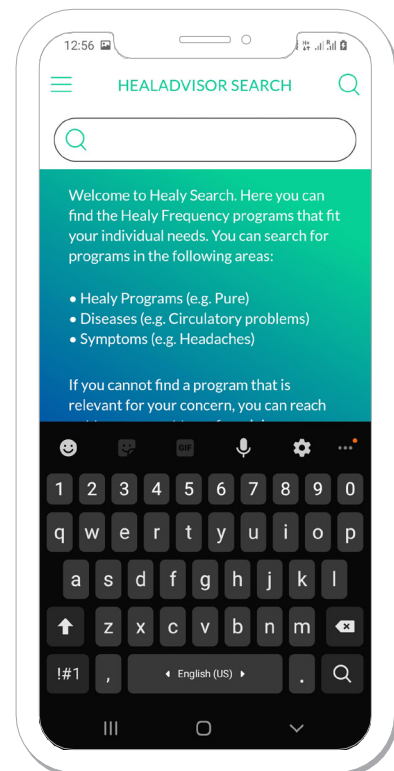 12:56
HEALADVISOR SEARCH
Welcome to Healy Search. Here you can
find the Healy Frequency programs that fit
your individual needs. You can search for
programs in the following areas:
• Healy Programs (e.g. Pure)
• Diseases (e.g. Circulatory problems)
• Symptoms (e.g. Headaches)
If you cannot find a program that is
relevant for your concern, you can reach
GIF
1 2 3 4 5 6 7 8 9 0
q w e r t y u i o p
a s d f g h j k l
z x c v b n m
!#1 , English (US) .